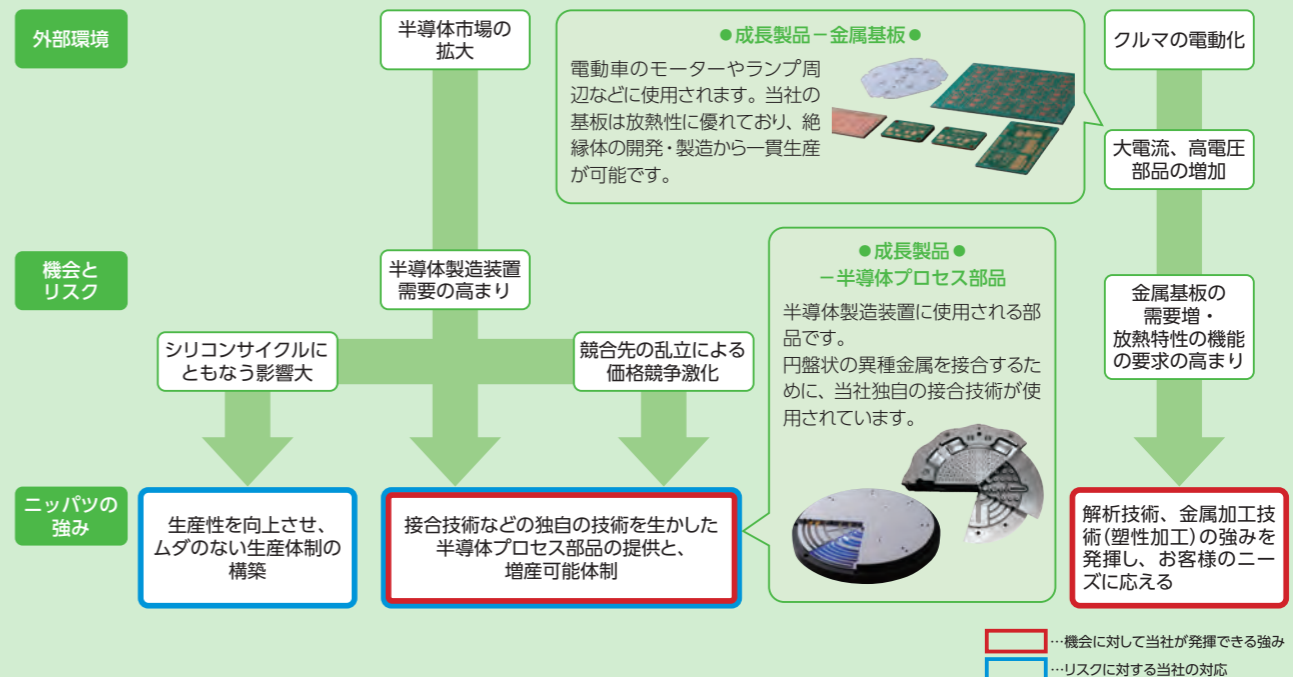 外部環境
半導体市場の
拡大
●成長製品－金属基板●
電動車のモーターやランプ周
辺などに使用されます。当社の
基板は放熱性に優れており、絶
縁体の開発・製造から一貫生産
が可能です。
クルマの電動化
大電流、高電圧
部品の増加
機会と
リスク
半導体製造装置
需要の高まり
シリコンサイクルに
ともなう影響大
競合先の乱立による
価格競争激化
●成長製品●
－半導体プロセス部品
半導体製造装置に使用される部
品です。
円盤状の異種金属を接合するた
めに、当社独自の接合技術が使
用されています。
金属基板の
需要増・
放熱特性の機能
の要求の高まり
ニッパツの
強み
生産性を向上させ、
ムダのない生産体制の
構築
接合技術などの独自の技術を生かした
半導体プロセス部品の提供と、
増産可能体制
解析技術、金属加工技
術(塑性加工)の強みを
発揮し、お客様のニー
ズに応える
…機会に対して当社が発揮できる強み
…リスクに対する当社の対応